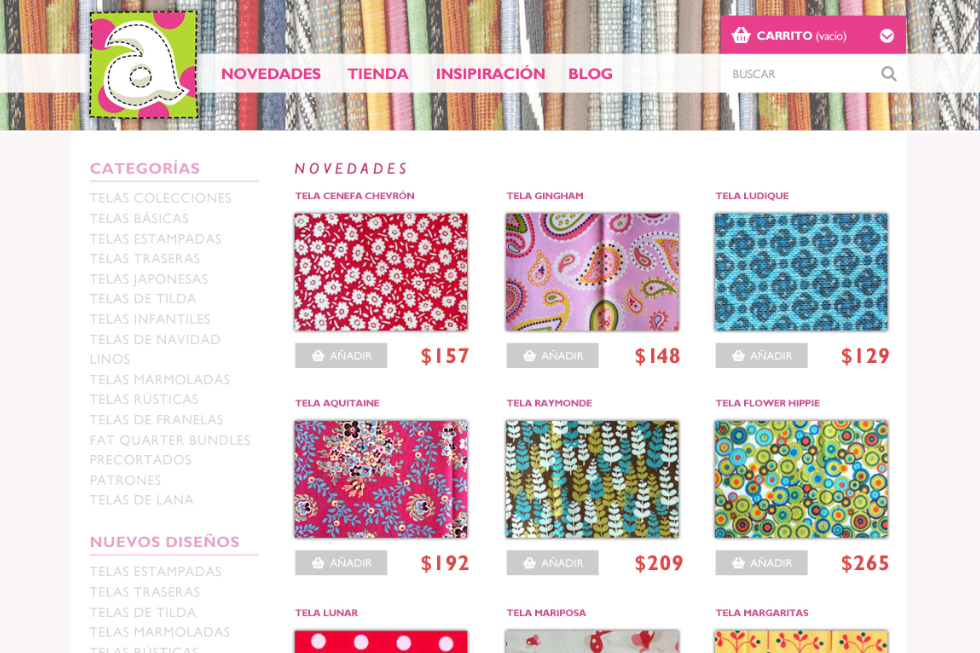 a
CARRITO (vacío)
NOVEDADES TIENDA INSPIRACIÓN BLOG
BUSCAR
CATEGORÍAS
TELAS COLECCIONES
TELAS BÁSICAS
TELAS ESTAMPADAS
TELAS TRASERAS
TELAS JAPONESAS
TELAS DE TILDA
TELAS INFANTILES
TELAS DE NAVIDAD
LINOS
TELAS MARMOLADAS
TELAS RÚSTICAS
TELAS DE FRANELAS
FAT QUARTER BUNDLES
PRECORTADOS
PATRONES
TELAS DE LANA
NUEVOS DISEÑOS
TELAS ESTAMPADAS
TELAS TRASERAS
TELAS DE TILDA
TELAS MARMOLADAS
TELAS RÚSTICAS
NOVEDADES
TELA CENEFA CHEVRÓN TELA GINGHAM TELA LUDIQUE
AÑADIR $157 AÑADIR $148 AÑADIR $129
TELA AQUITAINE TELA RAYMONDE TELA FLOWER HIPPIE
AÑADIR $192 AÑADIR $209 AÑADIR $265
TELA LUNAR TELA MARIPOSA TELA MARGARITAS